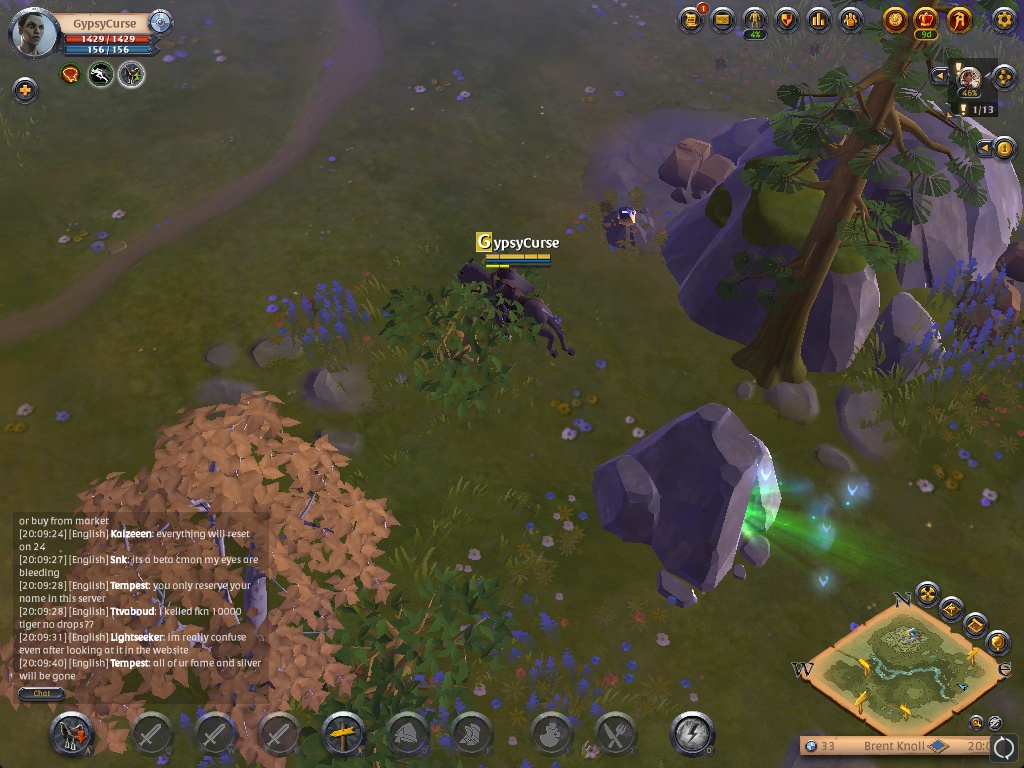 GypsyCurse
1429 / 1429
156 / 156
1
4%
9d
46%
1/13
1
GypsyCurse
or buy from market
[20:09:24] [English] Kalzeeen: everything will reset
on 24
[20:09:27] [English] Snk: its a beta cmon my eyes are
bleeding
[20:09:28] [English] Tempest: you only reserve your
name in this server
[20:09:28] [English] Ttvaboud: I kelled fkn 10000
tiger no drops??
[20:09:31] [English] Lightseeker: im really confuse
even after looking at it in the website
[20:09:40] [English] Tempest: all of ur fame and silver
will be gone
Chat
N
W
E
A
Q
W
E
R
D
F
O
33
Brent Knoll